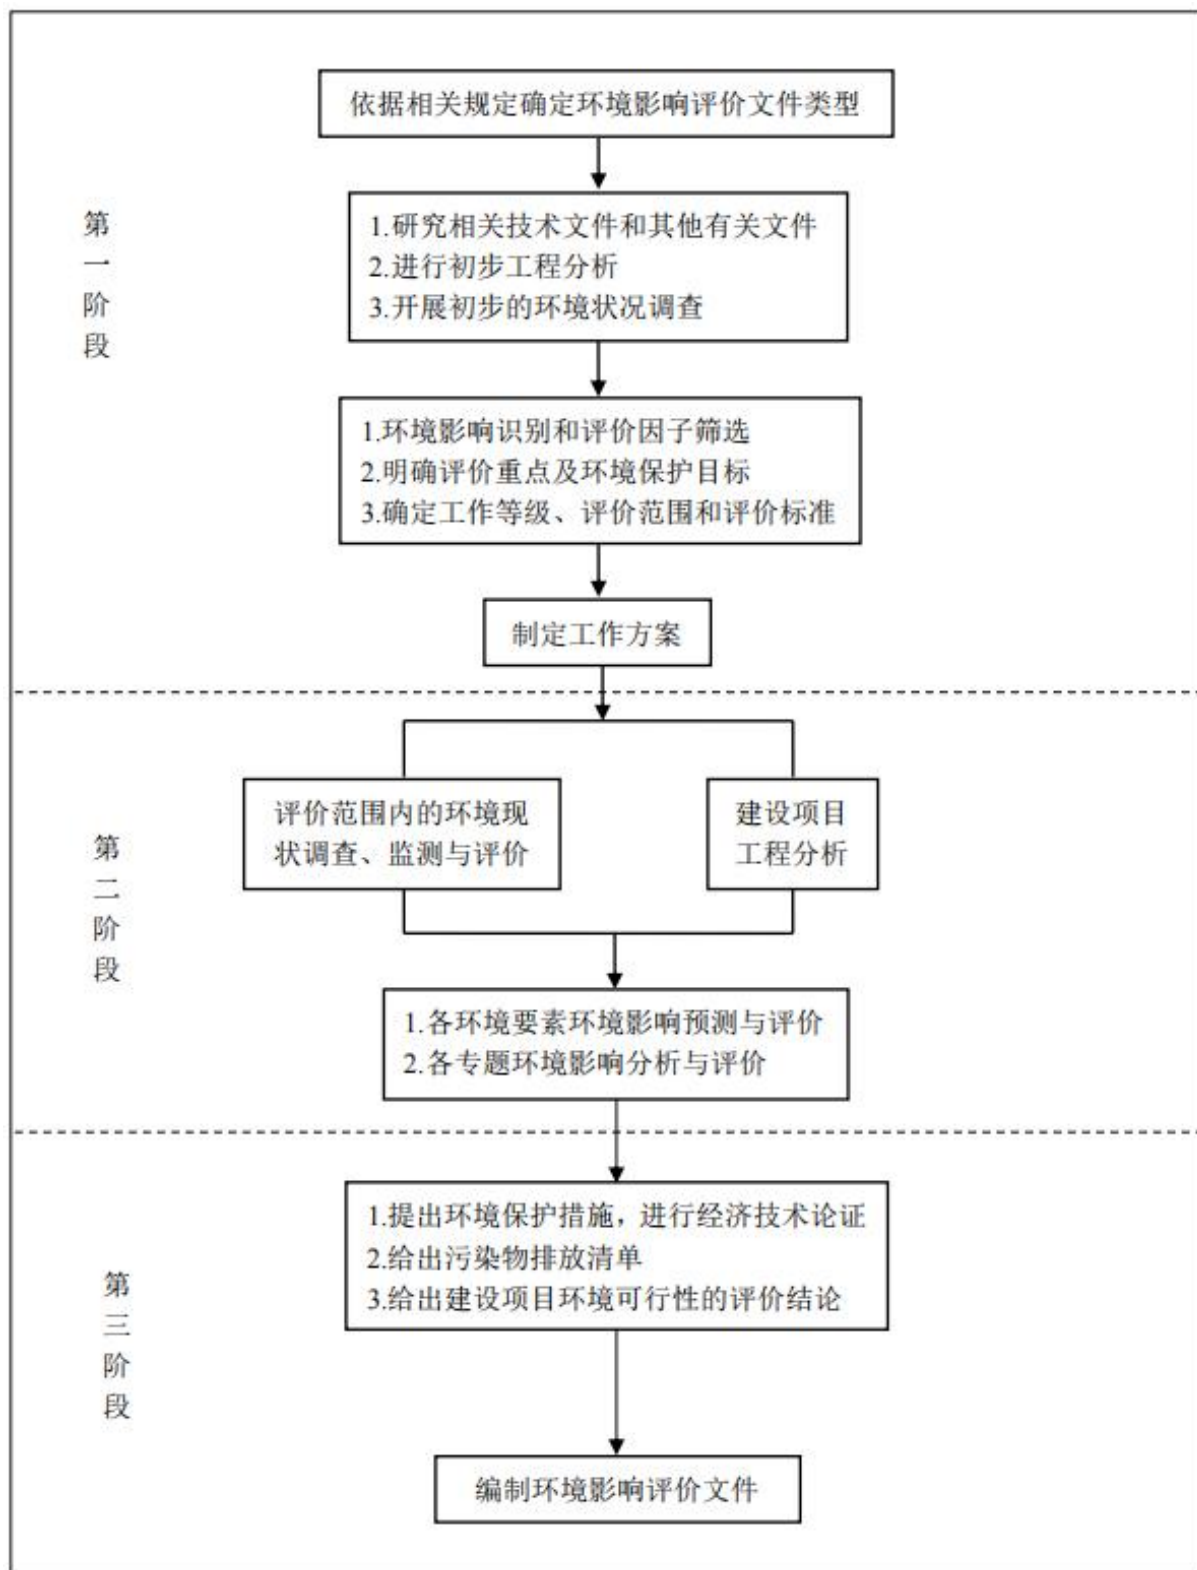 依据相关规定确定环境影响评价文件类型
第一阶段
1.研究相关技术文件和其他有关文件
2.进行初步工程分析
3.开展初步的环境状况调查
1.环境影响识别和评价因子筛选
2.明确评价重点及环境保护目标
3.确定工作等级、评价范围和评价标准
制定工作方案
第二阶段
评价范围内的环境现
状调查、监测与评价
建设项目
工程分析
1.各环境要素环境影响预测与评价
2.各专题环境影响分析与评价
第三阶段
1.提出环境保护措施，进行经济技术论证
2.给出污染物排放清单
3.给出建设项目环境可行性的评价结论
编制环境影响评价文件